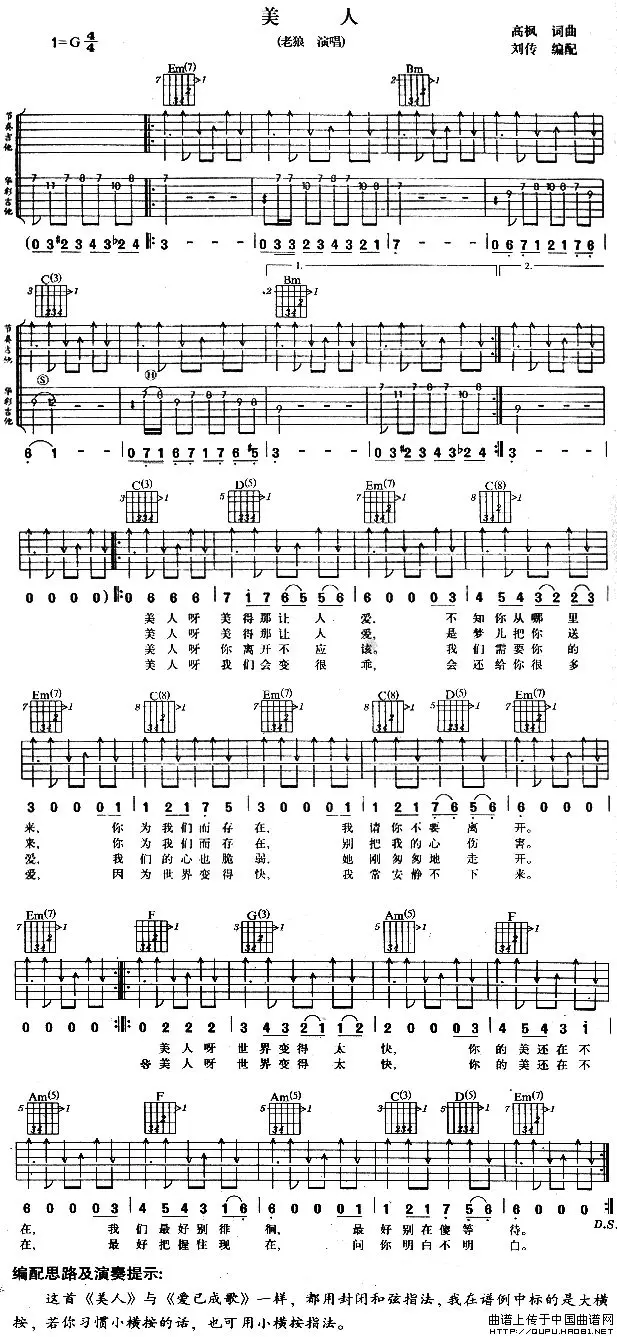 美 人
1=G 4/4
(老狼 演唱)
高枫 词曲
刘传 编配
Em(7) Bm
节奏吉他
华彩吉他
(0 3 #2 3 4 3 b2 4 3 - - - 0 3 2 3 4 3 2 1 7 - - - 0 6 7 1 2 1 7 6
1. 2.
C(3) Bm
节奏吉他
华彩吉他
6 1 - - 0 7 1 6 7 1 7 6 #5 3 - - - 0 3 #2 3 4 3 b2 4 3 - - -
C(3) D(5) Em(7) C(8)
0 0 0 0) 0 6 6 6 7 1 7 6 5 5 6 6 0 0 0 3 4 5 4 3 2 2 3
美人呀 美得那让 人 爱, 不 知你从哪 里
美人呀 美得那让 人 爱, 是 梦儿把你 送
美人呀 你离开不 应 该。 我 们需要你 的
美人呀 我们会变 很 乖, 会 还给你很 多
Em(7) C(8) Em(7) C(8) D(5) Em(7)
3 0 0 0 1 1 2 1 7 5 3 0 0 0 1 1 2 1 7 6 5 6 6 0 0 0
来, 你 为我们而存 在, 我 请你不要 离 开。
来, 你 为我们而存 在, 别 把我的心 伤 害。
爱, 我 们的心也脆 弱。 她 刚匆匆地 走 开。
爱, 因 为世界变得 快, 我 常安静不 下 来。
Em(7) F G(3) Am(5) F
0 0 0 0 0 2 2 2 3 4 3 2 1 1 2 2 0 0 0 3 4 5 4 3 1
美人呀 世界变得 太 快, 你 的美还在不
美人呀 世界变得 太 快, 你 的美还在不
Am(5) F Am(5) C(3) D(5) Em(7)
6 0 0 0 3 4 5 4 3 1 6 6 0 0 0 1 1 2 1 7 5 6 6 0 0 0
在, 我 们最好别徘 徊, 最 好别在傻等 待。
在, 最 好把握住现 在, 问 你明白不明 白。
D.S.
编配思路及演奏提示:
这首《美人》与《爱已成歌》一样,都用封闭和弦指法,我在谱例中标的是大横
按,若你习惯小横按的话,也可用小横按指法。
曲谱上传于中国曲谱网
HTTP://QUPU.HAO81.NET